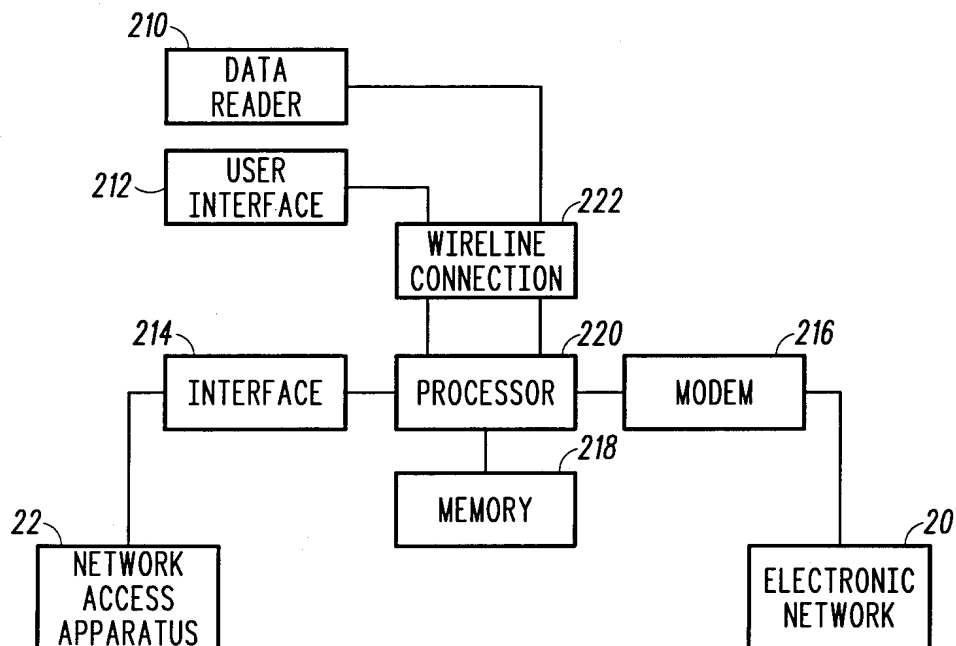 210
DATA
READER
212
USER
INTERFACE
222
WIRELINE
CONNECTION
214
INTERFACE
220
PROCESSOR
216
MODEM
218
MEMORY
22
NETWORK
ACCESS
APPARATUS
20
ELECTRONIC
NETWORK